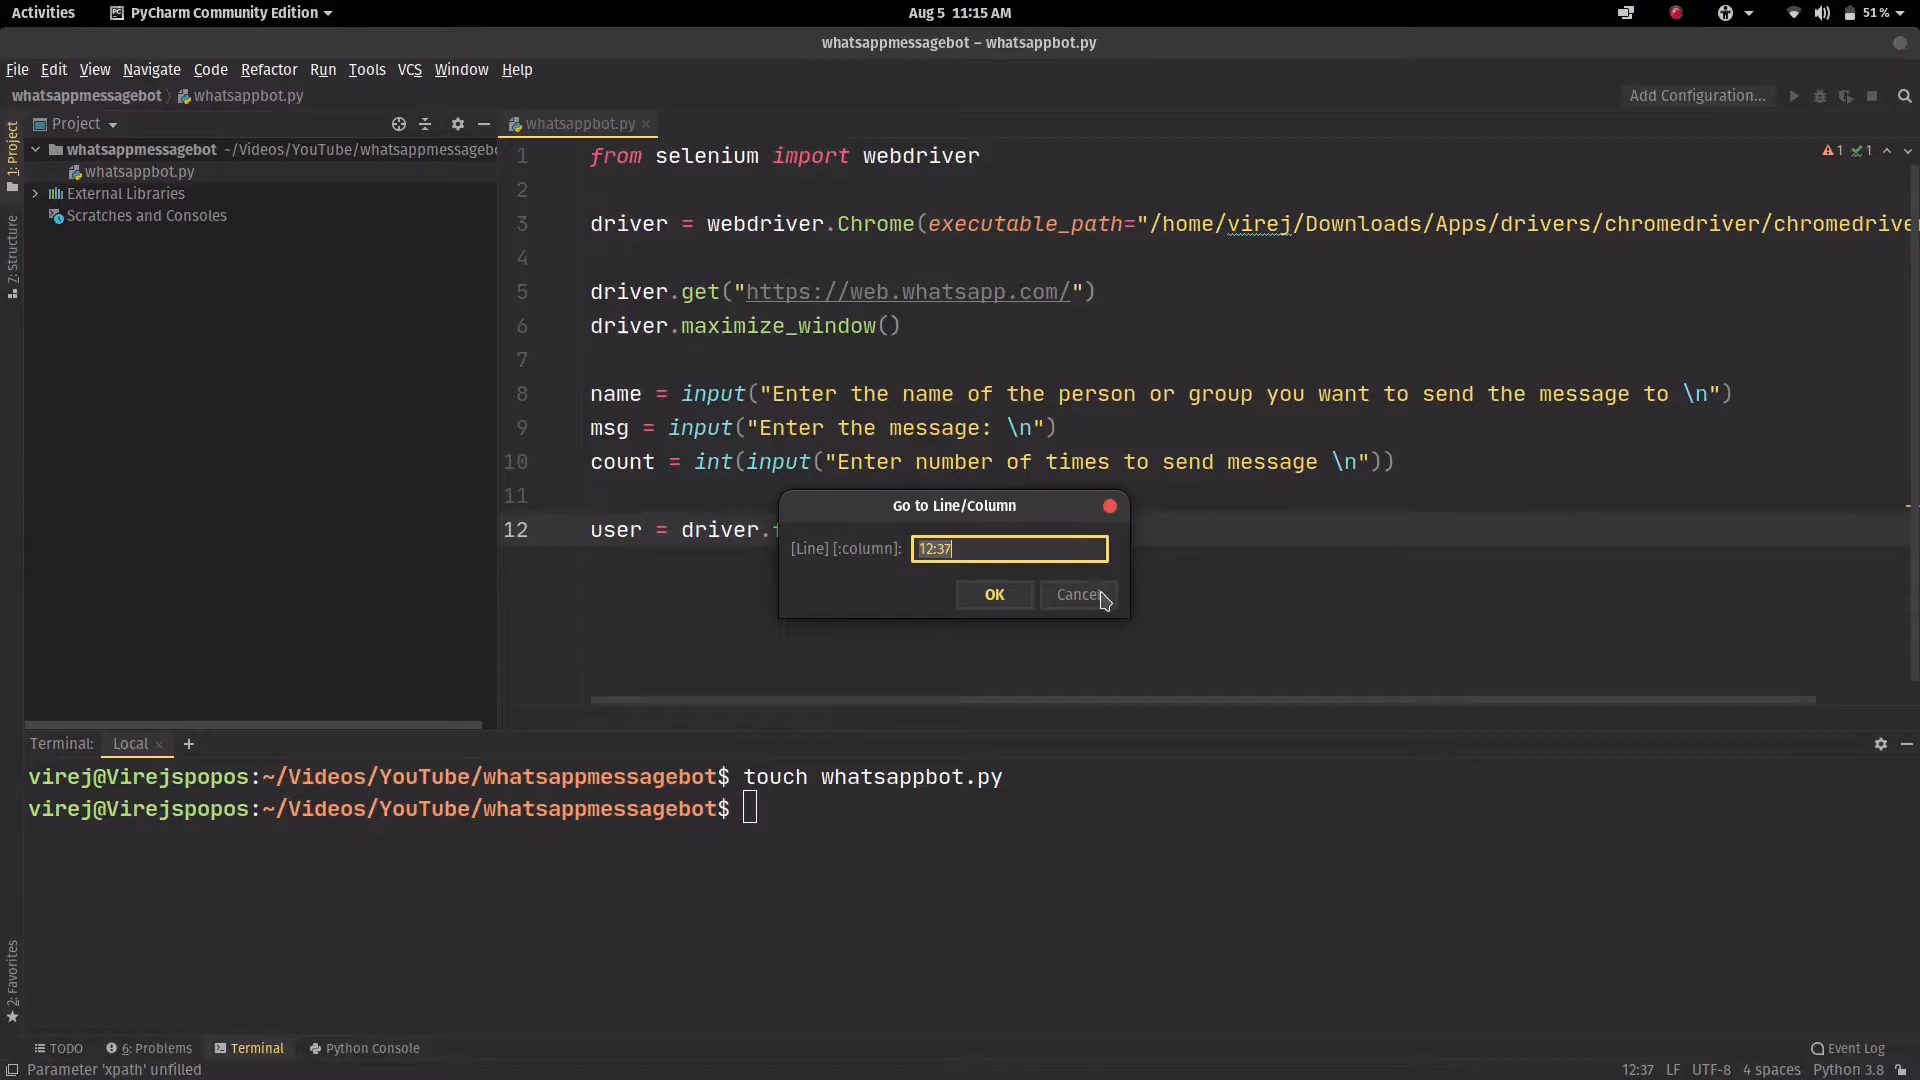 Activities PyCharm Community Edition Aug 5 11:15 AM 51 %
whatsappmessagebot – whatsappbot.py
File Edit View Navigate Code Refactor Run Tools VCS Window Help
whatsappmessagebot whatsappbot.py Add Configuration...
1: Project
Project
whatsappbot.py
whatsappmessagebot ~/Videos/YouTube/whatsappmessagebo
whatsappbot.py
External Libraries
Scratches and Consoles
7: Structure
1 from selenium import webdriver
1 1
2
3 driver = webdriver.Chrome(executable_path="/home/virej/Downloads/Apps/drivers/chromedriver/chromedrive
4
5 driver.get("https://web.whatsapp.com/")
6 driver.maximize_window()
7
8 name = input("Enter the name of the person or group you want to send the message to \n")
9 msg = input("Enter the message: \n")
10 count = int(input("Enter number of times to send message \n"))
11
12 user = driver.
Go to Line/Column
[Line] [:column]: 12:37
OK Cancel
Terminal: Local +
virej@Virejspopos:~/Videos/YouTube/whatsappmessagebot$ touch whatsappbot.py
virej@Virejspopos:~/Videos/YouTube/whatsappmessagebot$
2: Favorites
TODO 6: Problems Terminal Python Console Event Log
Parameter 'xpath' unfilled 12:37 LF UTF-8 4 spaces Python 3.8